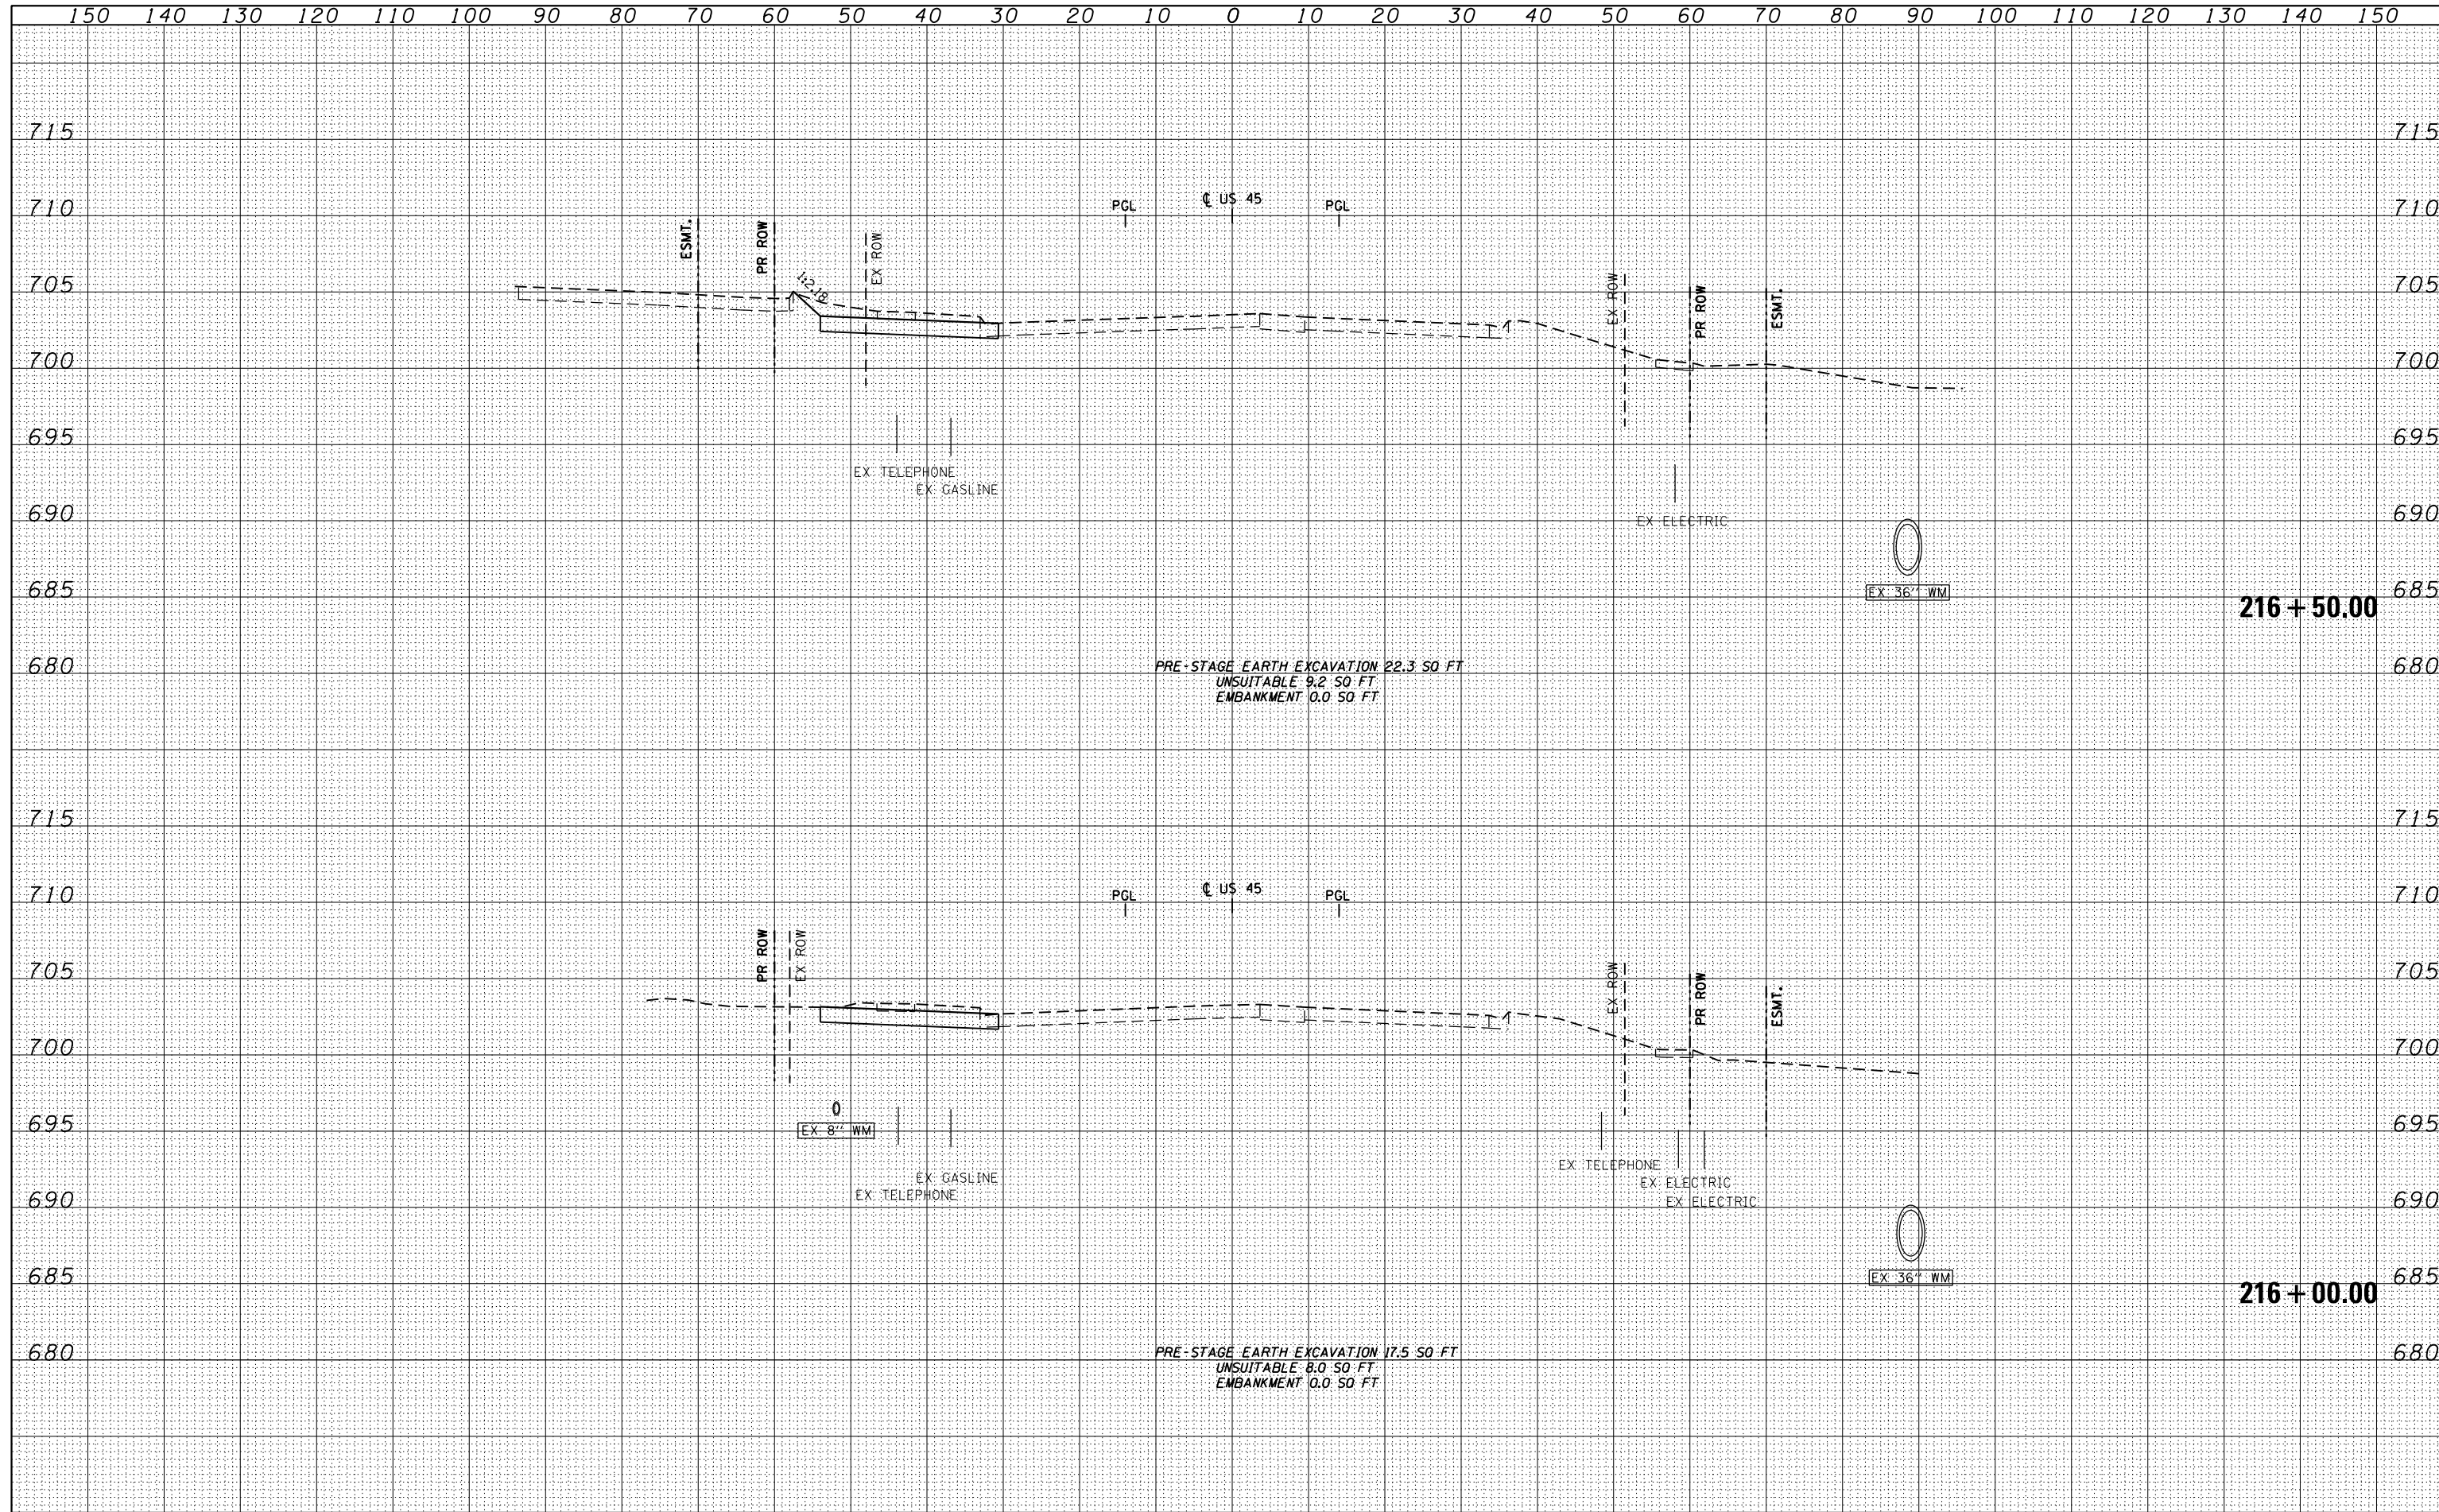 150 140 130 120 110 100 90 80 70 60 50 40 30 20 10 0 10 20 30 40 50 60 70 80 90 100 110 120 130 140 150
715 715
℄ US 45
710 PGL PGL 710
ESMT.
PR ROW
EX ROW
1:2.18
705 705
EX ROW
PR ROW
ESMT.
700 700
695 695
EX TELEPHONE
EX GASLINE
690 690
EX ELECTRIC
EX 36'' WM
685 685
216 + 50.00
680 680
PRE-STAGE EARTH EXCAVATION 22.3 SQ FT
UNSUITABLE 9.2 SQ FT
EMBANKMENT 0.0 SQ FT
715 715
℄ US 45
710 PGL PGL 710
PR ROW
EX ROW
705 705
EX ROW
PR ROW
ESMT.
700 700
695 695
EX 8'' WM
EX TELEPHONE
EX GASLINE
EX ELECTRIC
EX TELEPHONE
EX ELECTRIC
690 690
EX 36'' WM
685 685
216 + 00.00
680 680
PRE-STAGE EARTH EXCAVATION 17.5 SQ FT
UNSUITABLE 8.0 SQ FT
EMBANKMENT 0.0 SQ FT